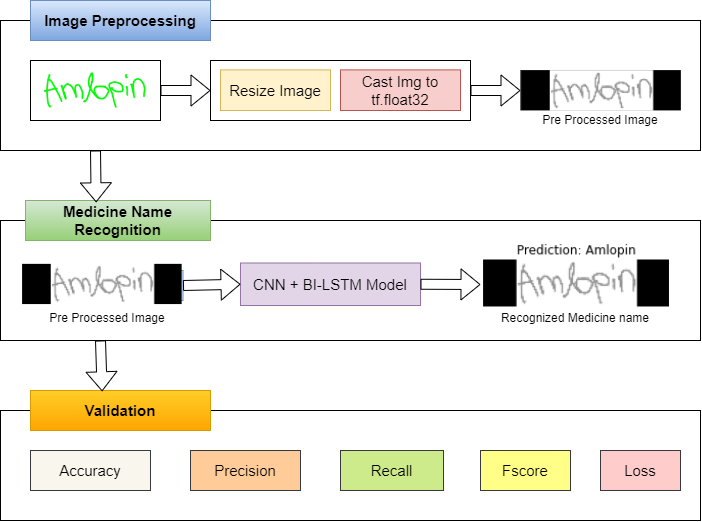 Image Preprocessing
Amlopin
Resize Image
Cast Img to
tf.float32
Amlopin
Pre Processed Image
Medicine Name
Recognition
Amlopin
Pre Processed Image
CNN + BI-LSTM Model
Prediction: Amlopin
Amlopin
Recognized Medicine name
Validation
Accuracy
Precision
Recall
Fscore
Loss